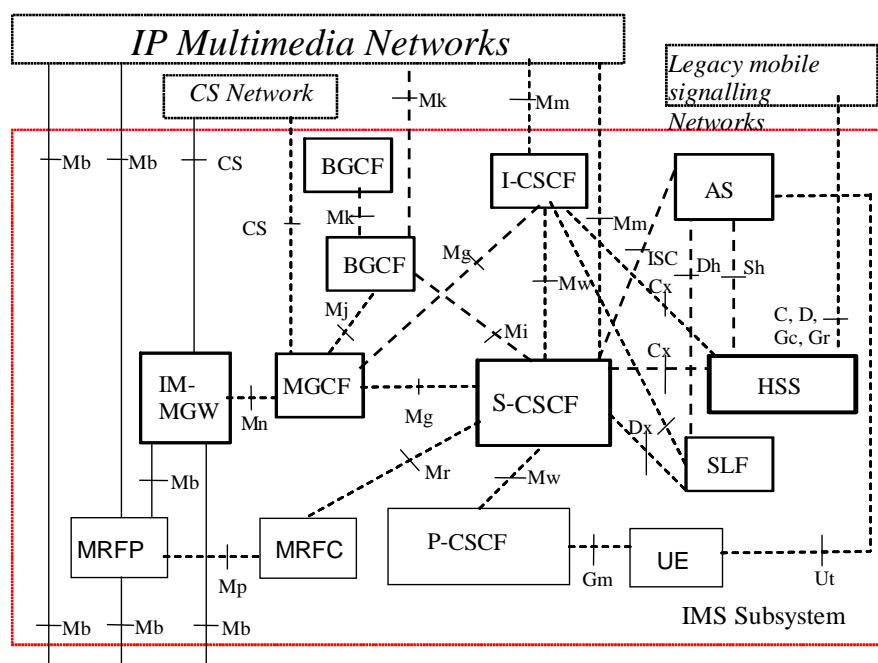 IP Multimedia Networks
Legacy mobile
signalling
Networks
CS Network
Mk
Mm
Mb
Mb
CS
BGCF
I-CSCF
AS
CS
Mk
Mm
Mg
BGCF
ISC
Dh
Sh
Mw
Cx
C, D,
Gc, Gr
Mj
Mi
Cx
IM-
MGW
MGCF
S-CSCF
HSS
Mn
Mg
Dx
SLF
Mr
Mw
Mb
MRFP
MRFC
P-CSCF
UE
Mp
Gm
Ut
IMS Subsystem
Mb
Mb
Mb